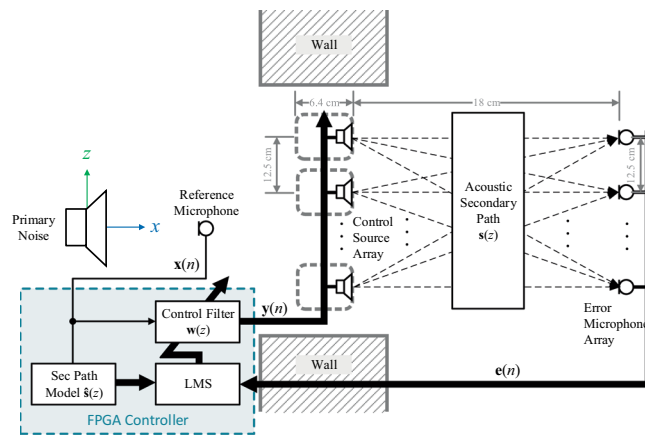 Wall
6.4 cm
18 cm
12.5 cm
12.5 cm
z
x
Primary
Noise
Reference
Microphone
Acoustic
Secondary
Path
s(z)
Control
Source
Array
x(n)
Control Filter
w(z)
y(n)
Error
Microphone
Array
Wall
Sec Path
Model ŝ(z)
LMS
e(n)
FPGA Controller